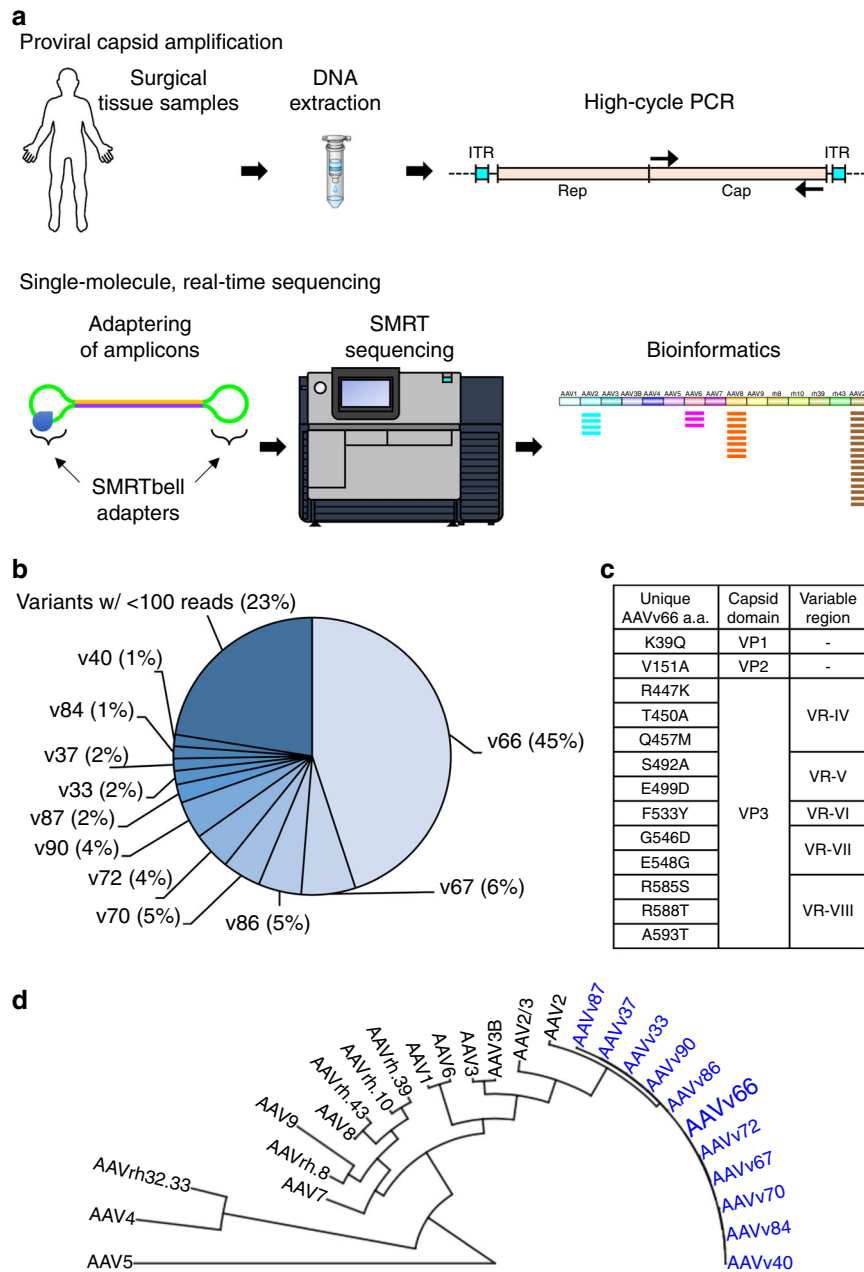 a
Proviral capsid amplification
Surgical
tissue samples
DNA
extraction
High-cycle PCR
ITR
ITR
Rep
Cap
Single-molecule, real-time sequencing
Adaptering
of amplicons
SMRT
sequencing
Bioinformatics
SMRTbell
adapters
AAV1 AAV2 AAV3 AAV3B AAV4 AAV5 AAV6 AAV7 AAV8 AAV9 rh8 rh10 rh39 rh43 AAV2
b
Variants w/ <100 reads (23%)
v40 (1%)
v84 (1%)
v37 (2%)
v33 (2%)
v87 (2%)
v90 (4%)
v72 (4%)
v70 (5%)
v86 (5%)
v67 (6%)
v66 (45%)
c
Unique AAVv66 a.a. Capsid domain Variable region
K39Q VP1 -
V151A VP2 -
R447K
T450A
Q457M
VR-IV
S492A
E499D
VR-V
F533Y
VR-VI
G546D
E548G
VR-VII
R585S
R588T
A593T
VR-VIII
VP3
d
AAV5
AAV4
AAVrh32.33
AAV7
AAVrh.8
AAV9
AAV8
AAVrh.43
AAVrh.10
AAVrh.39
AAV1
AAV6
AAV3
AAV3B
AAV2/3
AAV2
AAVv87
AAVv37
AAVv33
AAVv90
AAVv86
AAVv66
AAVv72
AAVv67
AAVv70
AAVv84
AAVv40